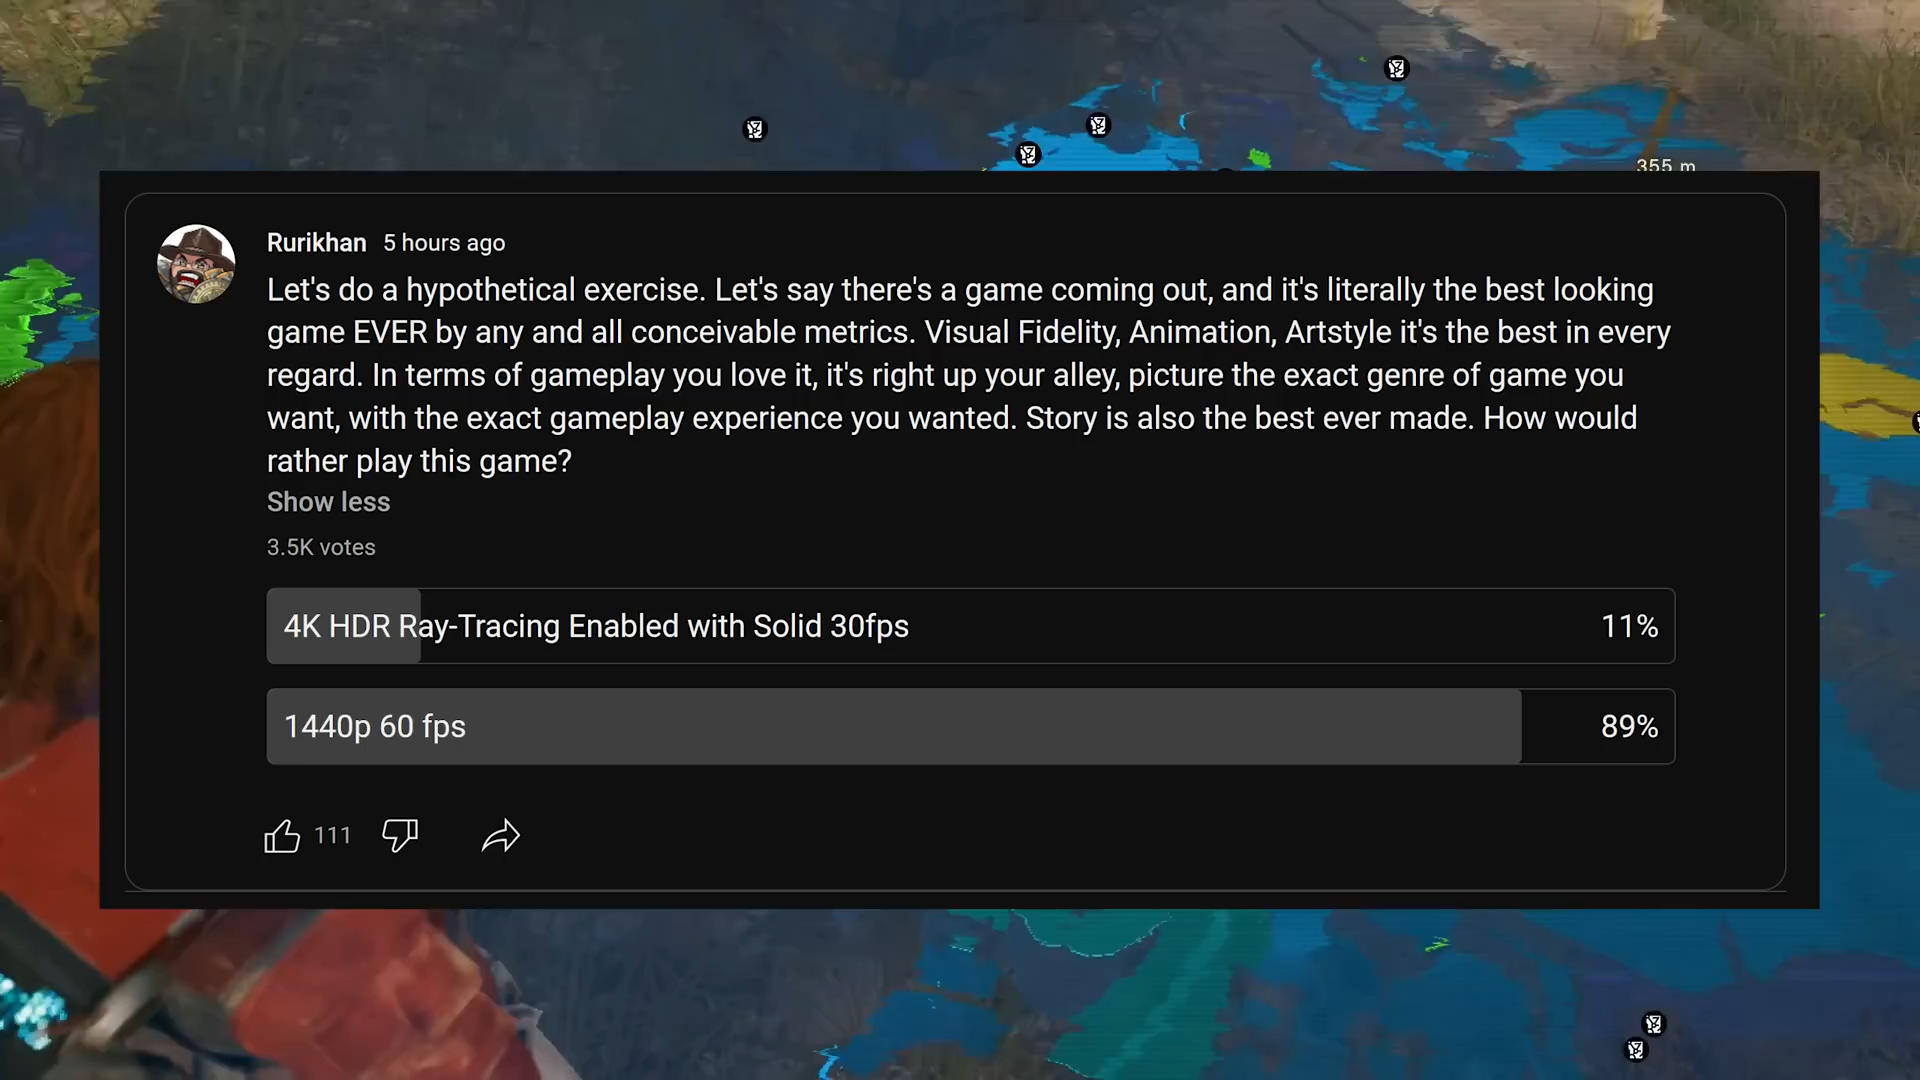 355 m
Rurikhan 5 hours ago
Let's do a hypothetical exercise. Let's say there's a game coming out, and it's literally the best looking
game EVER by any and all conceivable metrics. Visual Fidelity, Animation, Artstyle it's the best in every
regard. In terms of gameplay you love it, it's right up your alley, picture the exact genre of game you
want, with the exact gameplay experience you wanted. Story is also the best ever made. How would
rather play this game?
Show less
3.5K votes
4K HDR Ray-Tracing Enabled with Solid 30fps 11%
1440p 60 fps 89%
111